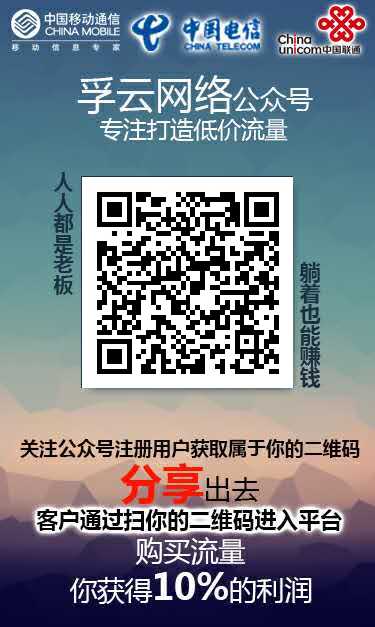 中国移动通信
CHINA MOBILE
移动信息专家
中国电信
CHINA TELECOM
China
unicom中国联通
孚云网络公众号
专注打造低价流量
人人都是老板
躺着也能赚钱
关注公众号注册用户获取属于你的二维码
分享出去
客户通过扫你的二维码进入平台
购买流量
你获得10%的利润